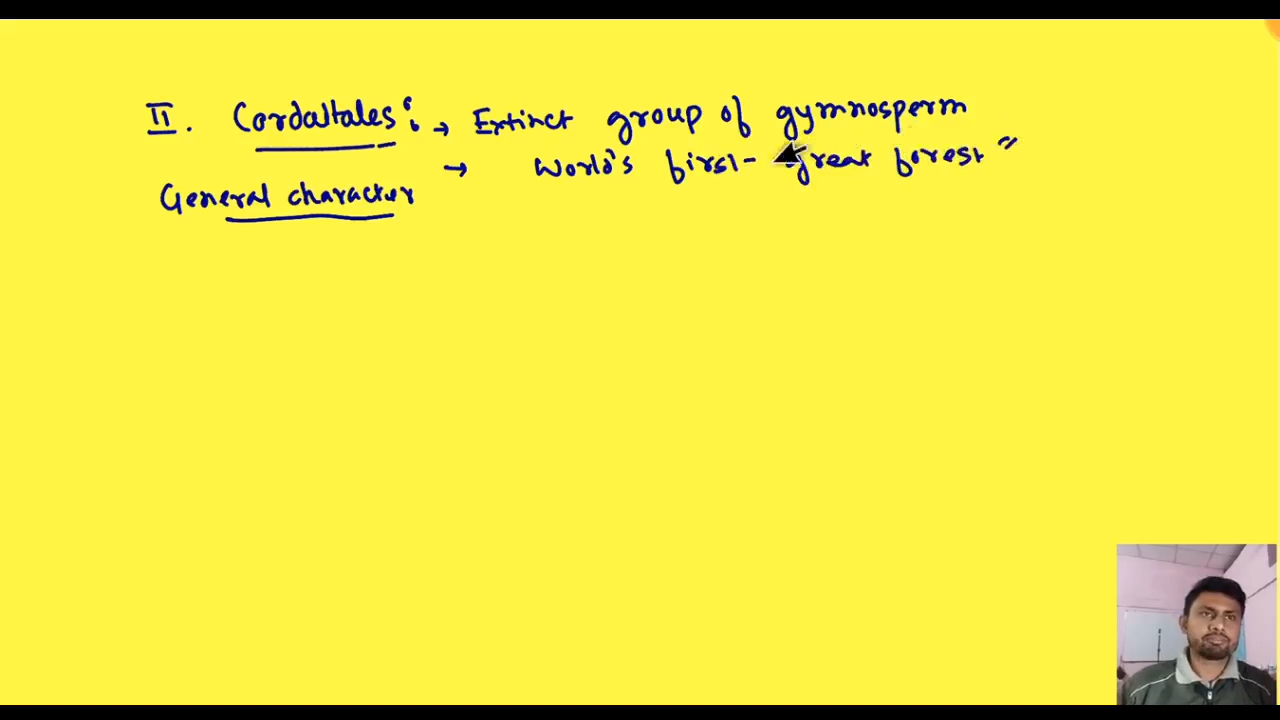 II. Cordaitales : → Extinct group of gymnosperm
→ World's first great forest "
General character